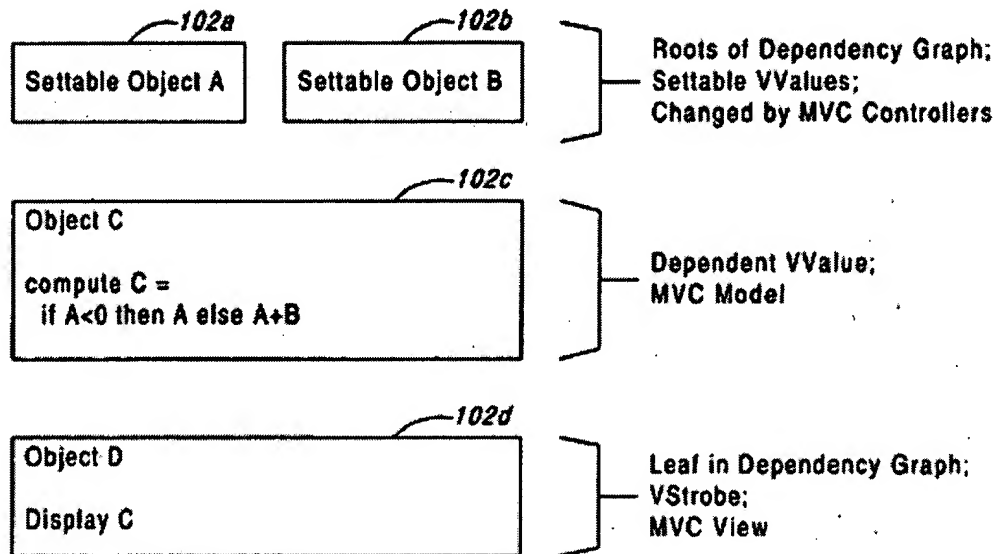 102a
102b
Settable Object A
Settable Object B
Roots of Dependency Graph;
Settable VValues;
Changed by MVC Controllers
102c
Object C
compute C =
if A<0 then A else A+B
Dependent VValue;
MVC Model
102d
Object D
Display C
Leaf in Dependency Graph;
VStrobe;
MVC View